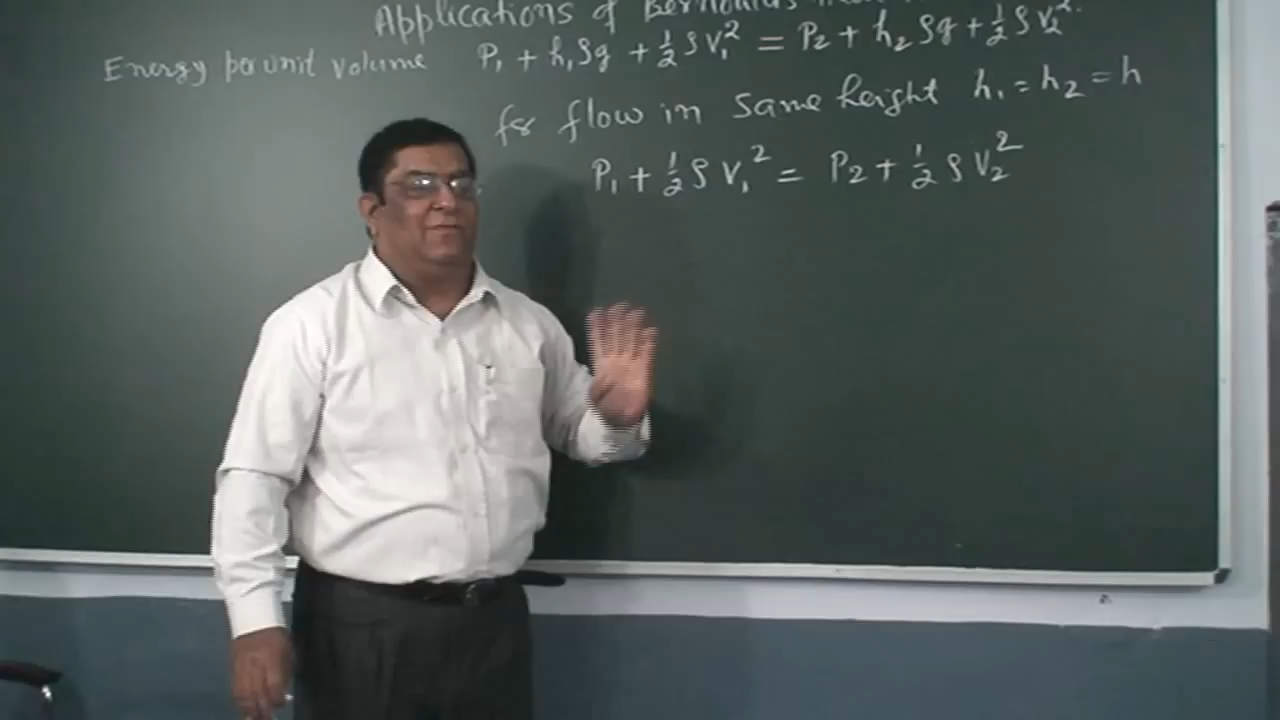 Applications of Bernoulli's
Energy per unit volume P₁ + h₁ρg + ½ρv₁² = P₂ + h₂ρg + ½ρv₂²
for flow in same height h₁ = h₂ = h
P₁ + ½ρv₁² = P₂ + ½ρv₂²